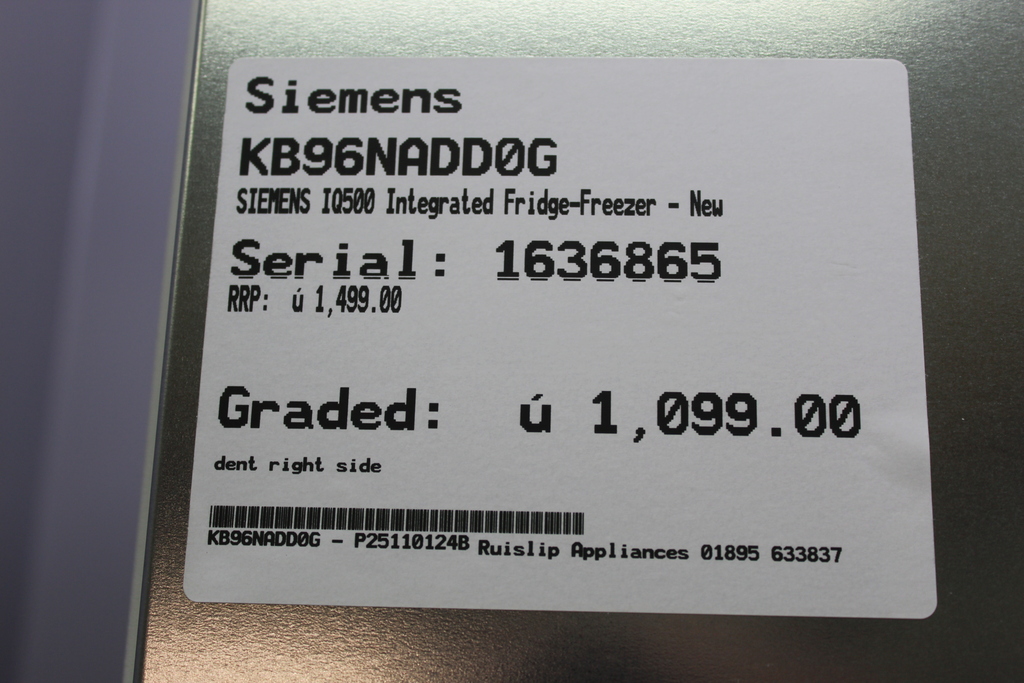 Siemens
KB96NADD0G
SIEMENS IQ500 Integrated Fridge-Freezer - New
Serial: 1636865
RRP: ú 1,499.00
Graded: ú 1,099.00
dent right side
KB96NADD0G - P25110124B Ruislip Appliances 01895 633837